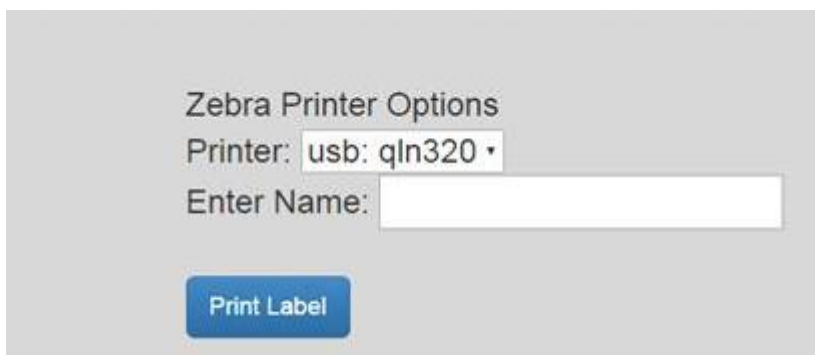 Zebra Printer Options
Printer: usb: qln320
Enter Name:
Print Label